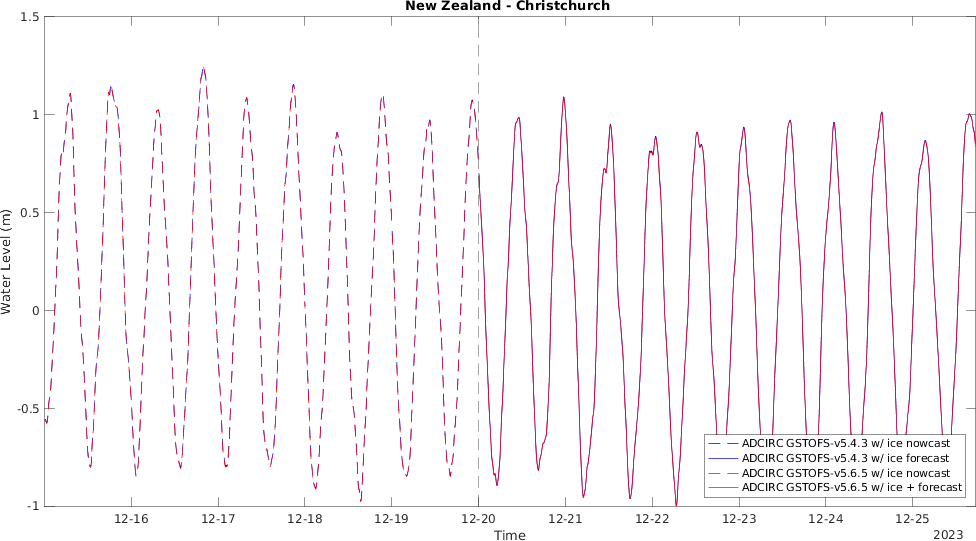 New Zealand - Christchurch
1.5
1
0.5
0
-0.5
-1
Water Level (m)
12-16 12-17 12-18 12-19 12-20 12-21 12-22 12-23 12-24 12-25
Time
2023
ADCIRC GSTOFS-v5.4.3 w/ ice nowcast
ADCIRC GSTOFS-v5.4.3 w/ ice forecast
ADCIRC GSTOFS-v5.6.5 w/ ice nowcast
ADCIRC GSTOFS-v5.6.5 w/ ice + forecast